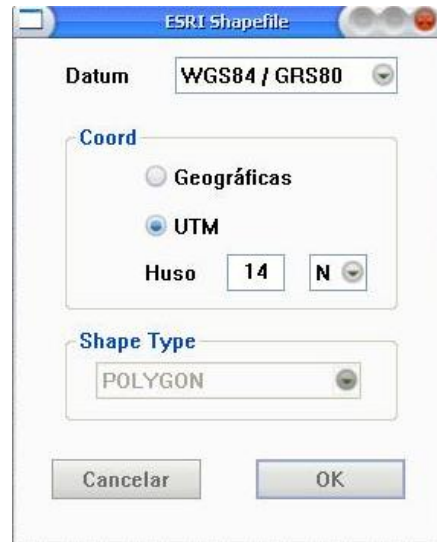 ESRI Shapefile
Datum WGS84 / GRS80
Coord
Geográficas
UTM
Huso 14 N
Shape Type
POLYGON
Cancelar OK